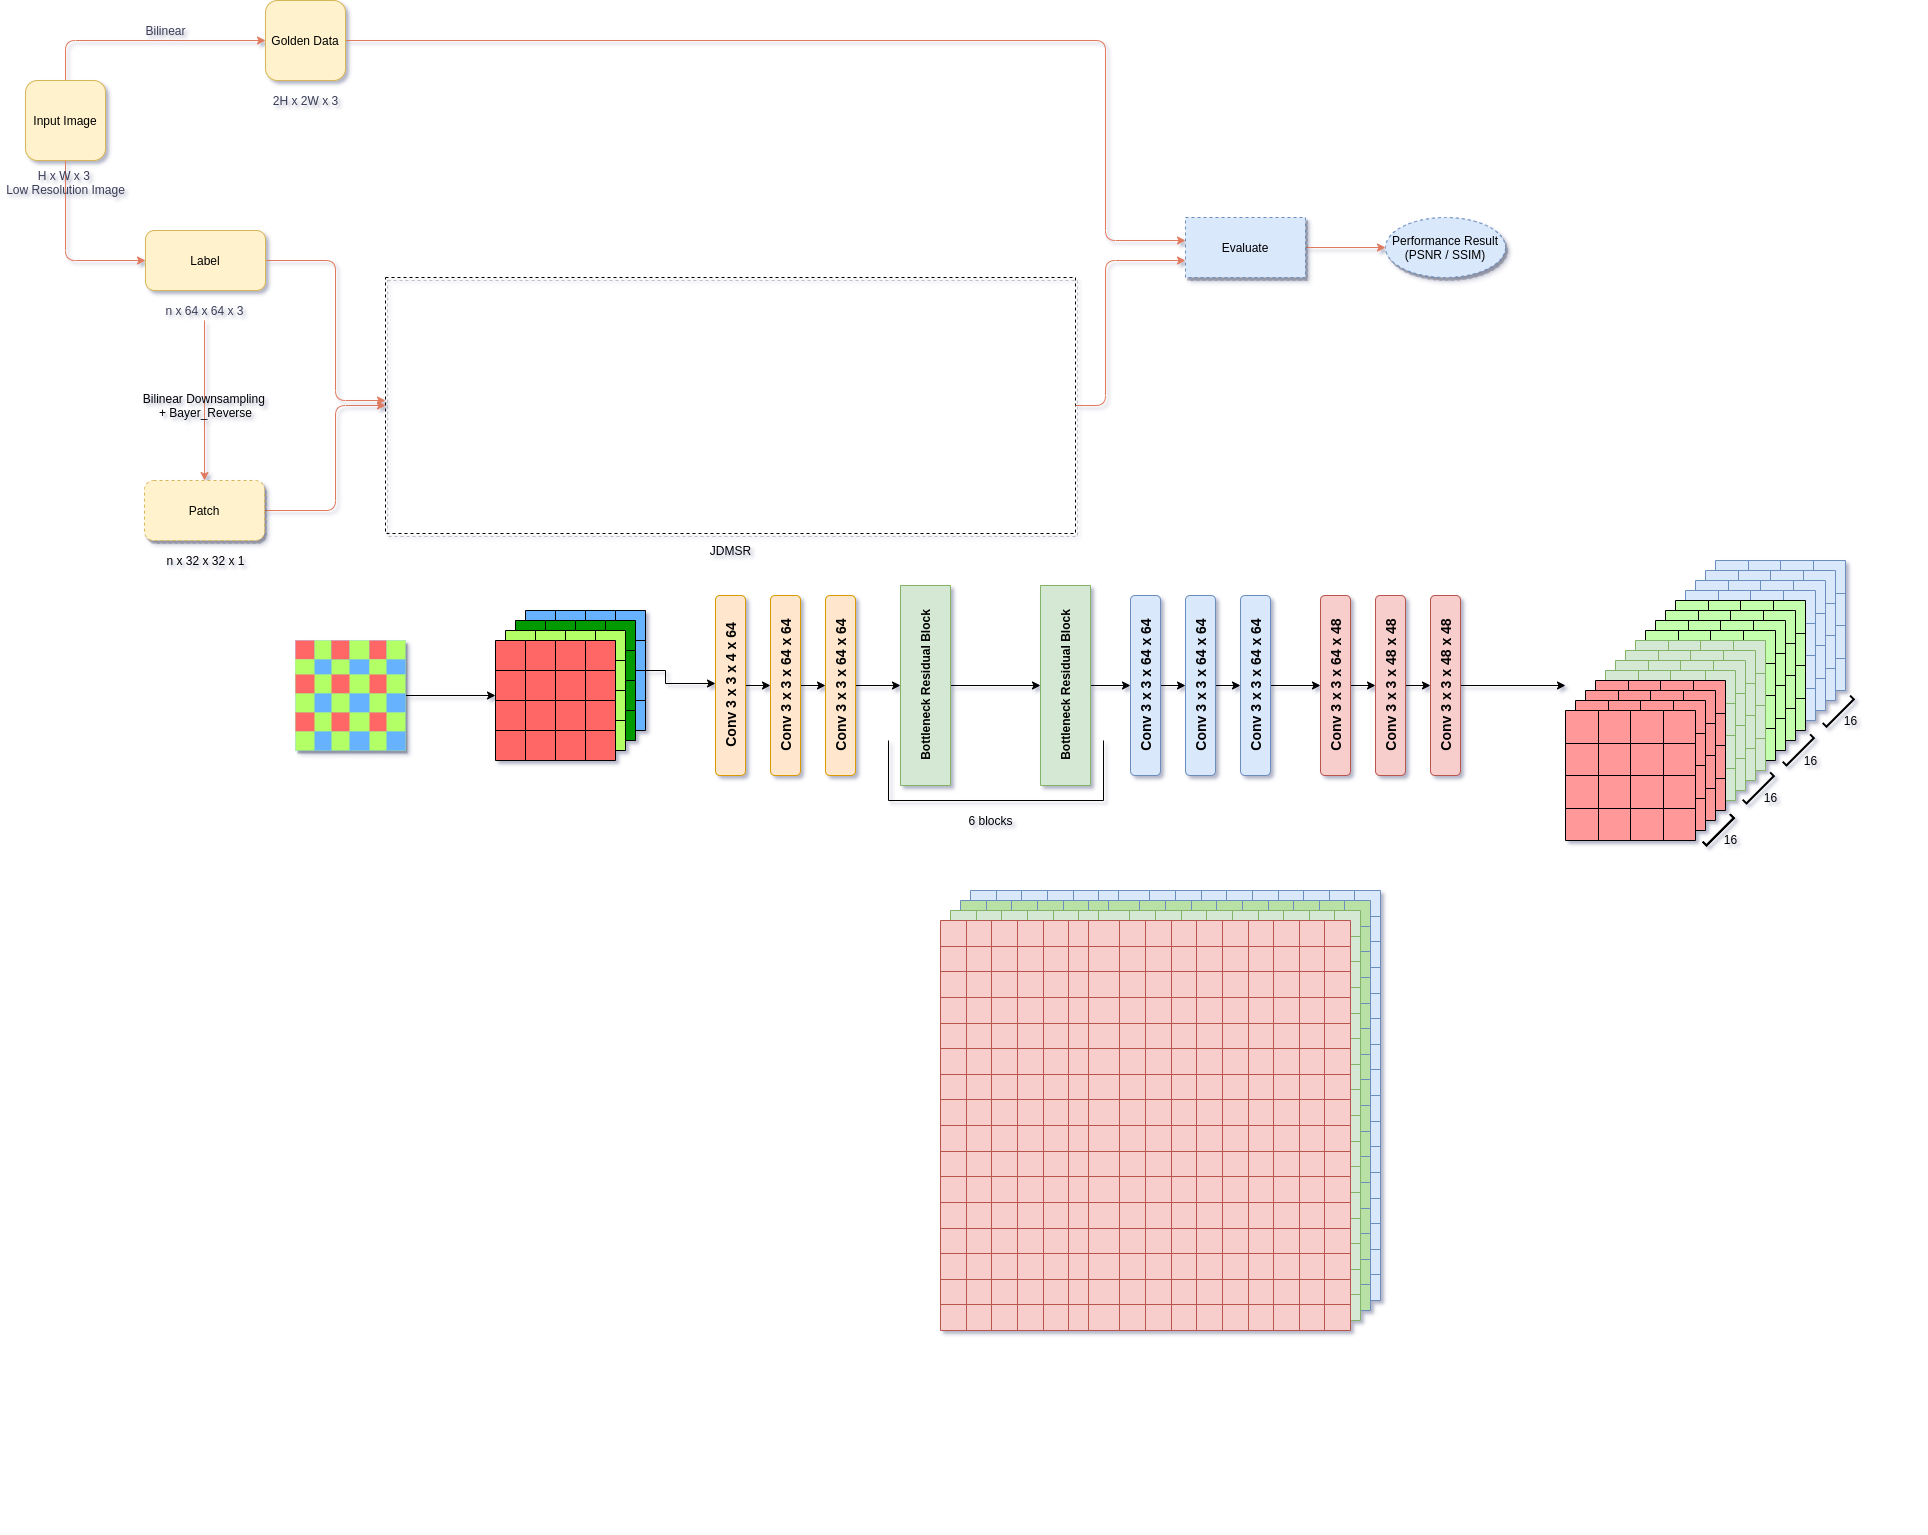 Bilinear
Golden Data
2H x 2W x 3
Input Image
H x W x 3
Low Resolution Image
Label
n x 64 x 64 x 3
Bilinear Downsampling
+ Bayer_Reverse
Patch
n x 32 x 32 x 1
Evaluate
Performance Result
(PSNR / SSIM)
JDMSR
Conv 3 x 3 x 4 x 64
Conv 3 x 3 x 64 x 64
Conv 3 x 3 x 64 x 64
Bottleneck Residual Block
Bottleneck Residual Block
Conv 3 x 3 x 64 x 64
Conv 3 x 3 x 64 x 64
Conv 3 x 3 x 64 x 64
Conv 3 x 3 x 64 x 48
Conv 3 x 3 x 48 x 48
Conv 3 x 3 x 48 x 48
6 blocks
16
16
16
16